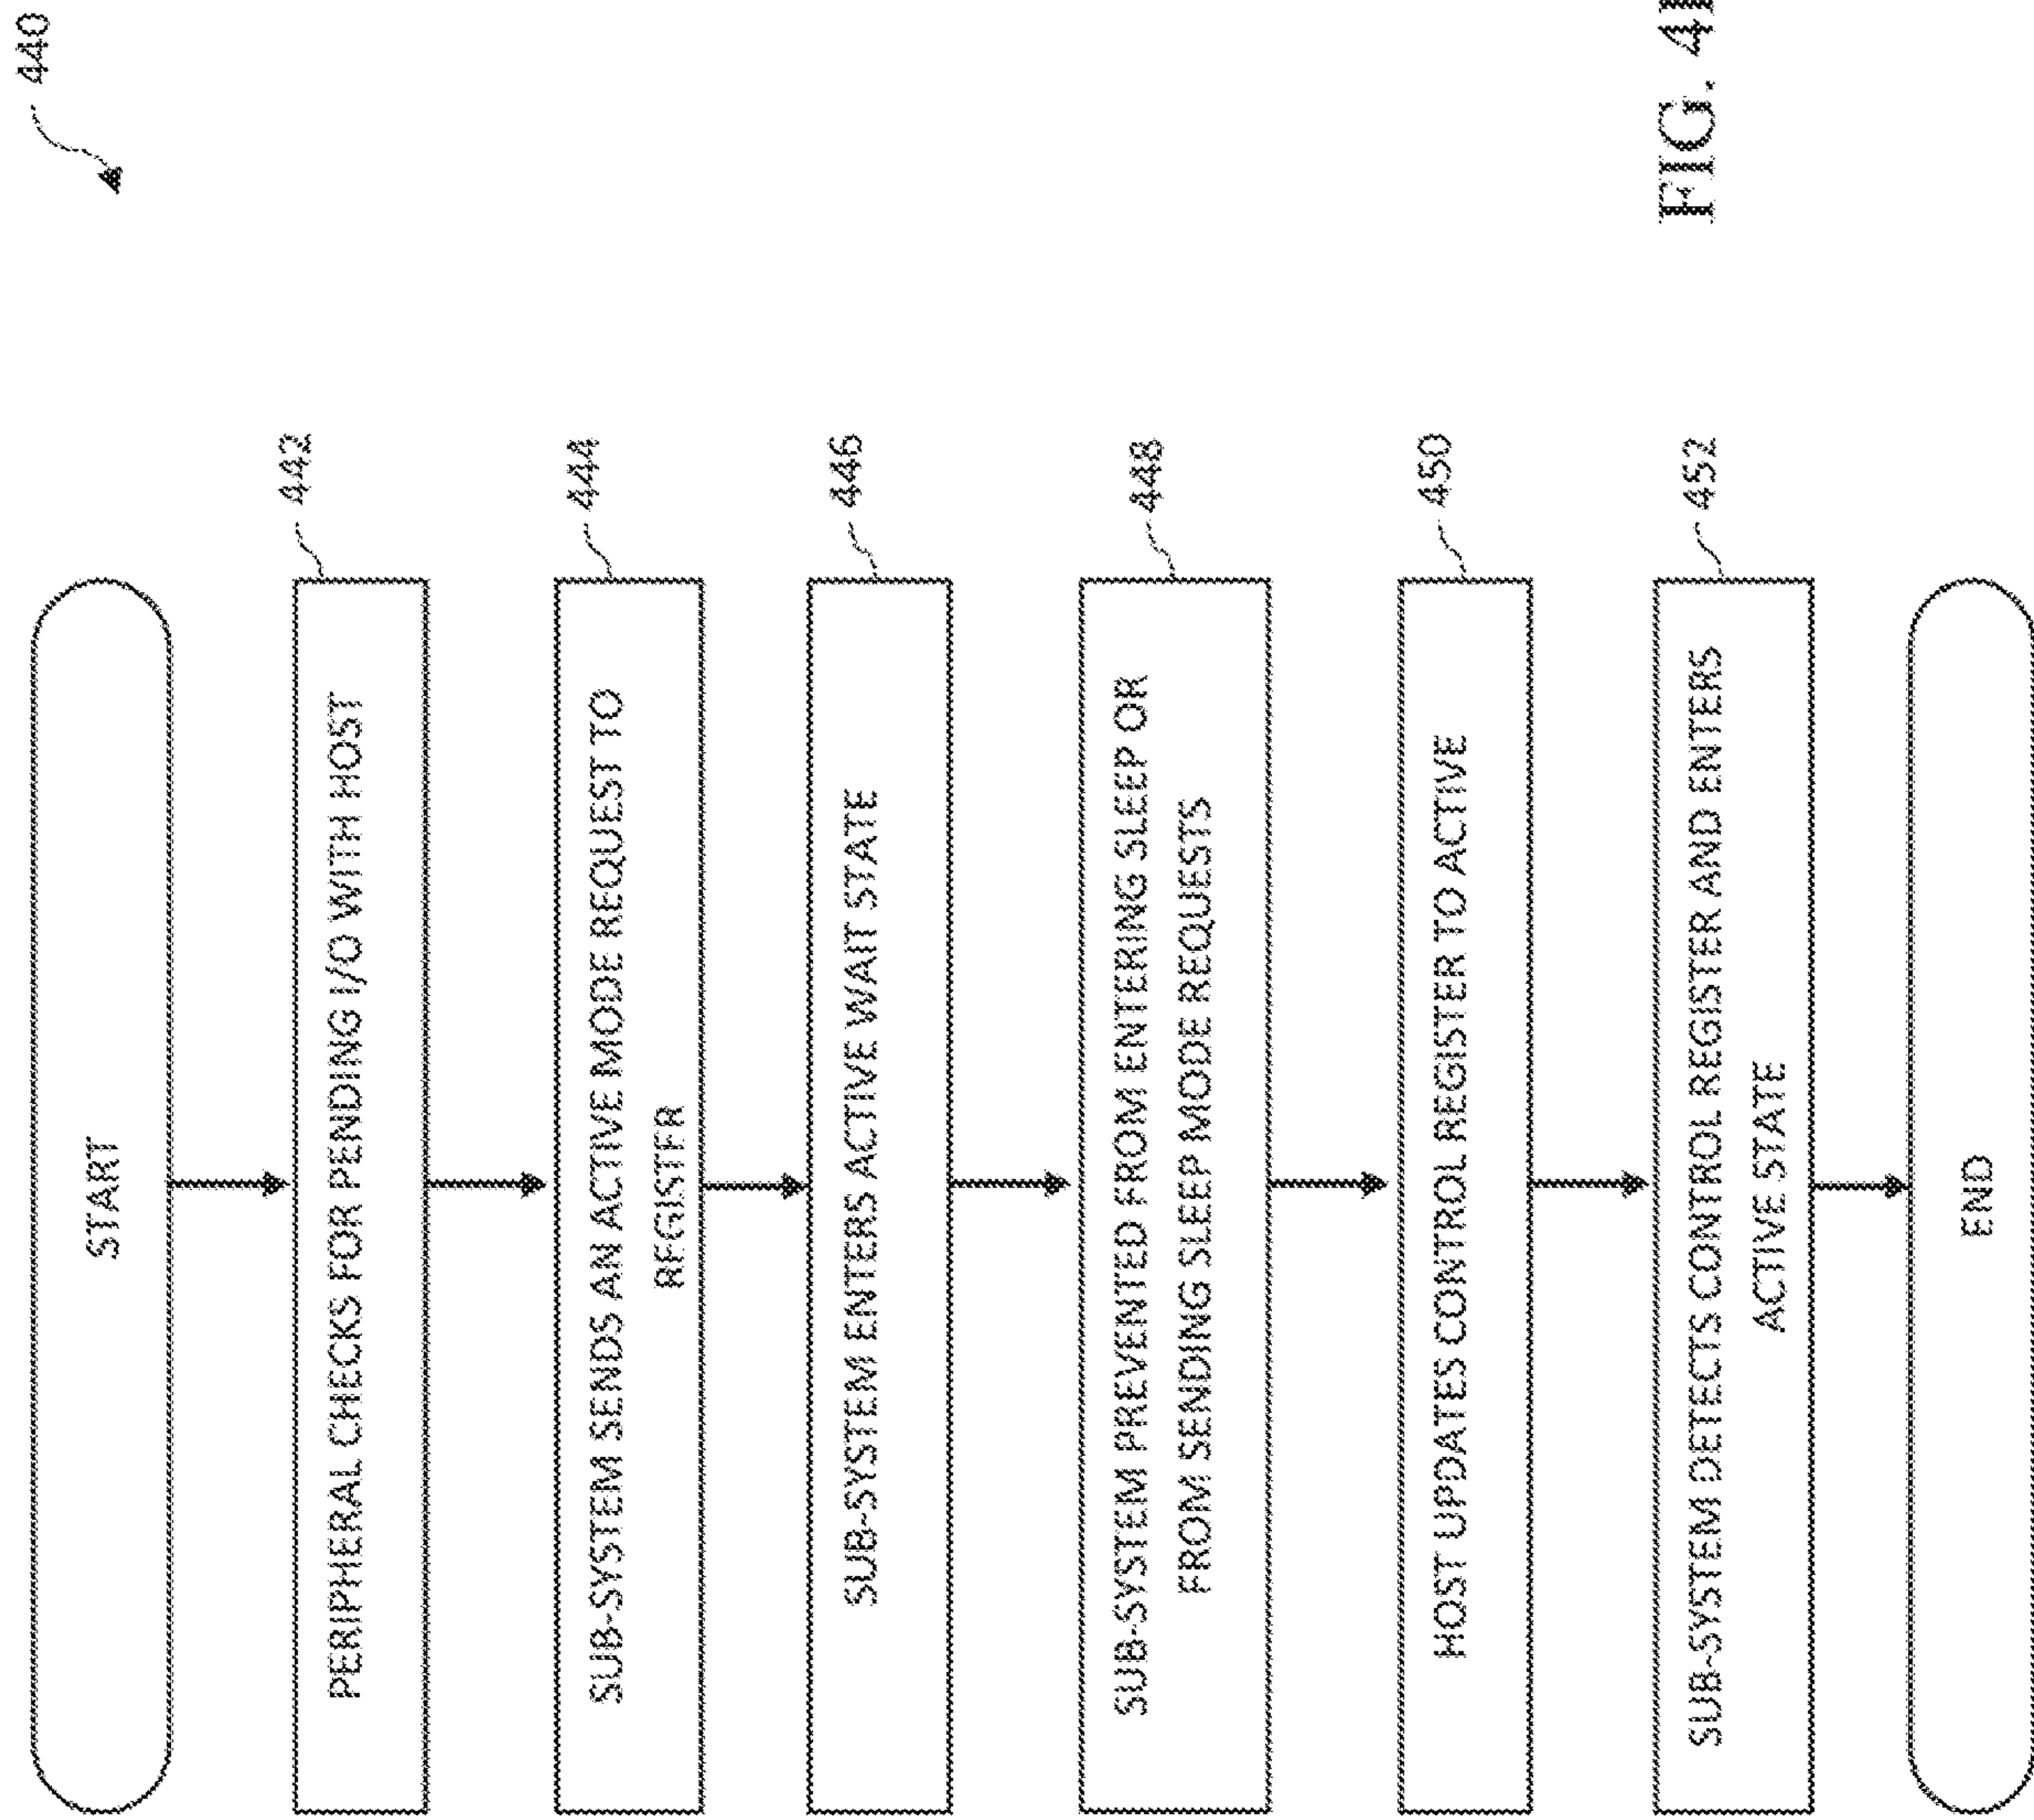 440
START
PERIPHERAL CHECKS FOR PENDING I/O WITH HOST
442
SUB-SYSTEM SENDS AN ACTIVE MODE REQUEST TO
REGISTER
444
SUB-SYSTEM ENTERS ACTIVE WAIT STATE
446
SUB-SYSTEM PREVENTED FROM ENTERING SLEEP OR
FROM SENDING SLEEP MODE REQUESTS
448
HOST UPDATES CONTROL REGISTER TO ACTIVE
450
SUB-SYSTEM DETECTS CONTROL REGISTER AND ENTERS
ACTIVE STATE
452
END
FIG.